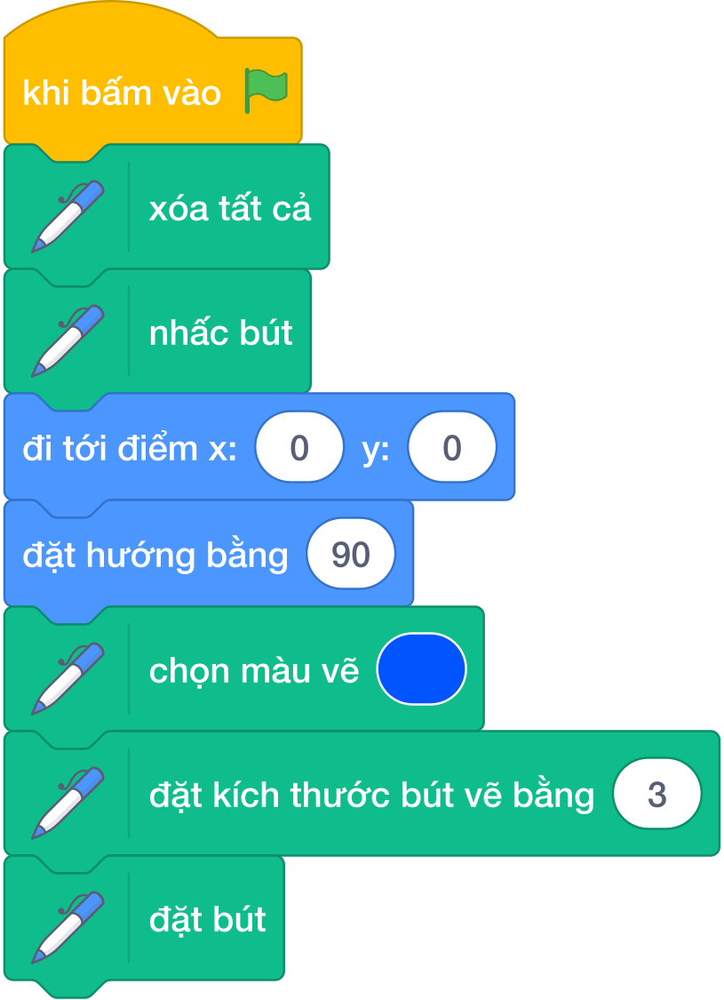 khi bấm vào
xóa tất cả
nhấc bút
đi tới điểm x: 0 y: 0
đặt hướng bằng 90
chọn màu vẽ
đặt kích thước bút vẽ bằng 3
đặt bút